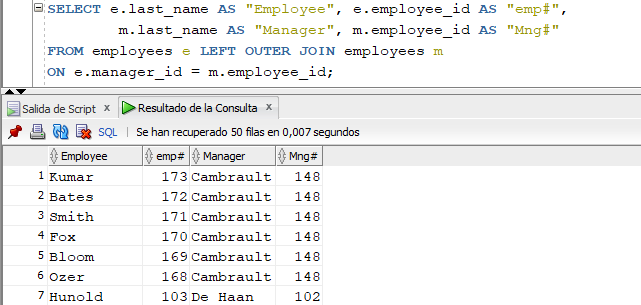 SELECT e.last_name AS "Employee", e.employee_id AS "emp#",
m.last_name AS "Manager", m.employee_id AS "Mng#"
FROM employees e LEFT OUTER JOIN employees m
ON e.manager_id = m.employee_id;
Salida de Script x Resultado de la Consulta x
SQL | Se han recuperado 50 filas en 0,007 segundos
Employee emp# Manager Mng#
1 Kumar 173 Cambrault 148
2 Bates 172 Cambrault 148
3 Smith 171 Cambrault 148
4 Fox 170 Cambrault 148
5 Bloom 169 Cambrault 148
6 Ozer 168 Cambrault 148
7 Hunold 103 De Haan 102